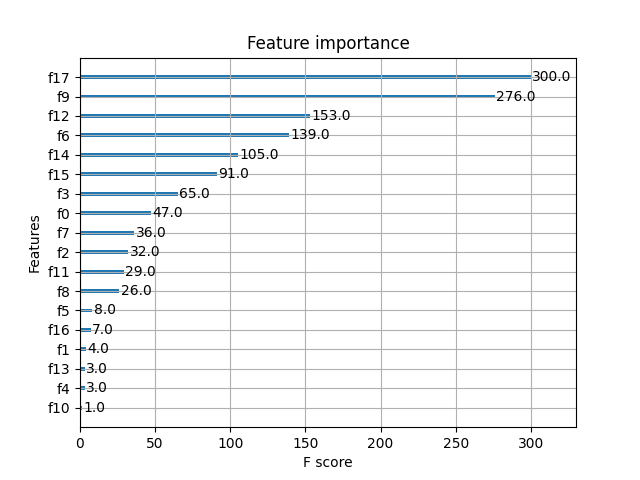 Feature importance
f17 300.0
f9 276.0
f12 153.0
f6 139.0
f14 105.0
f15 91.0
f3 65.0
f0 47.0
f7 36.0
f2 32.0
f11 29.0
f8 26.0
f5 8.0
f16 7.0
f1 4.0
f13 3.0
f4 3.0
f10 1.0
Features
0 50 100 150 200 250 300
F score